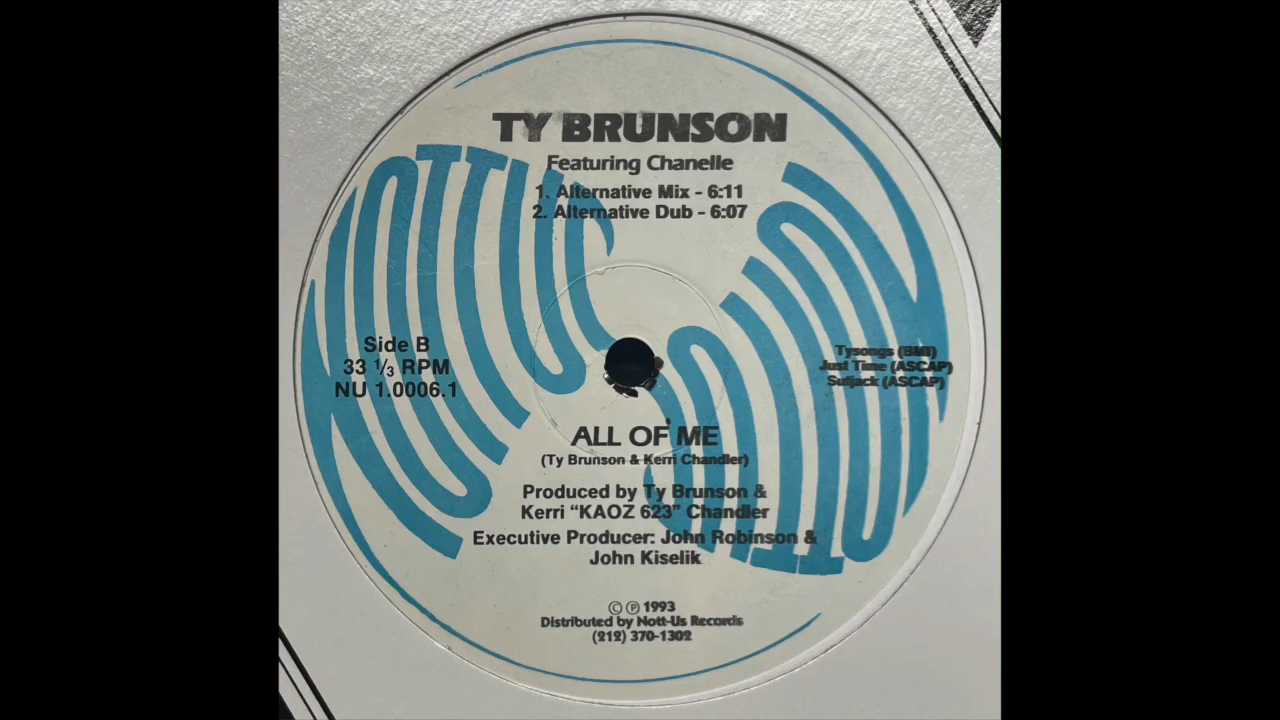 TY BRUNSON
Featuring Chanelle
1. Alternative Mix - 6:11
2. Alternative Dub - 6:07
NOTTUS
NOTTUS
Side B
33 ⅓ RPM
NU 1.0006.1
Tysongs (BMI)
Just Time (ASCAP)
Sufjack (ASCAP)
ALL OF ME
(Ty Brunson & Kerri Chandler)
Produced by Ty Brunson &
Kerri “KAOZ 623” Chandler
Executive Producer: John Robinson &
John Kiselik
© ℗ 1993
Distributed by Nott-Us Records
(212) 370-1302